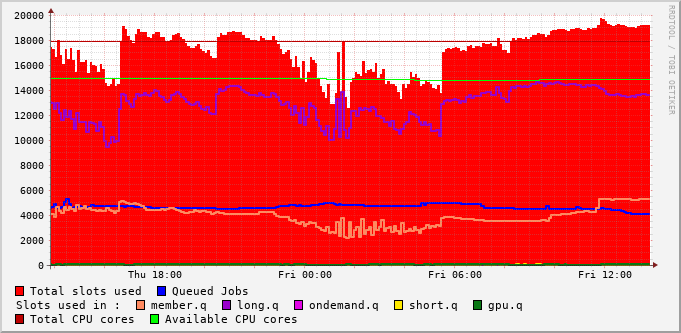 20000
18000
16000
14000
12000
10000
8000
6000
4000
2000
0
Thu 18:00 Fri 00:00 Fri 06:00 Fri 12:00
RRDTOOL / TOBI OETIKER
Total slots used Queued Jobs
Slots used in : member.q long.q ondemand.q short.q gpu.q
Total CPU cores Available CPU cores